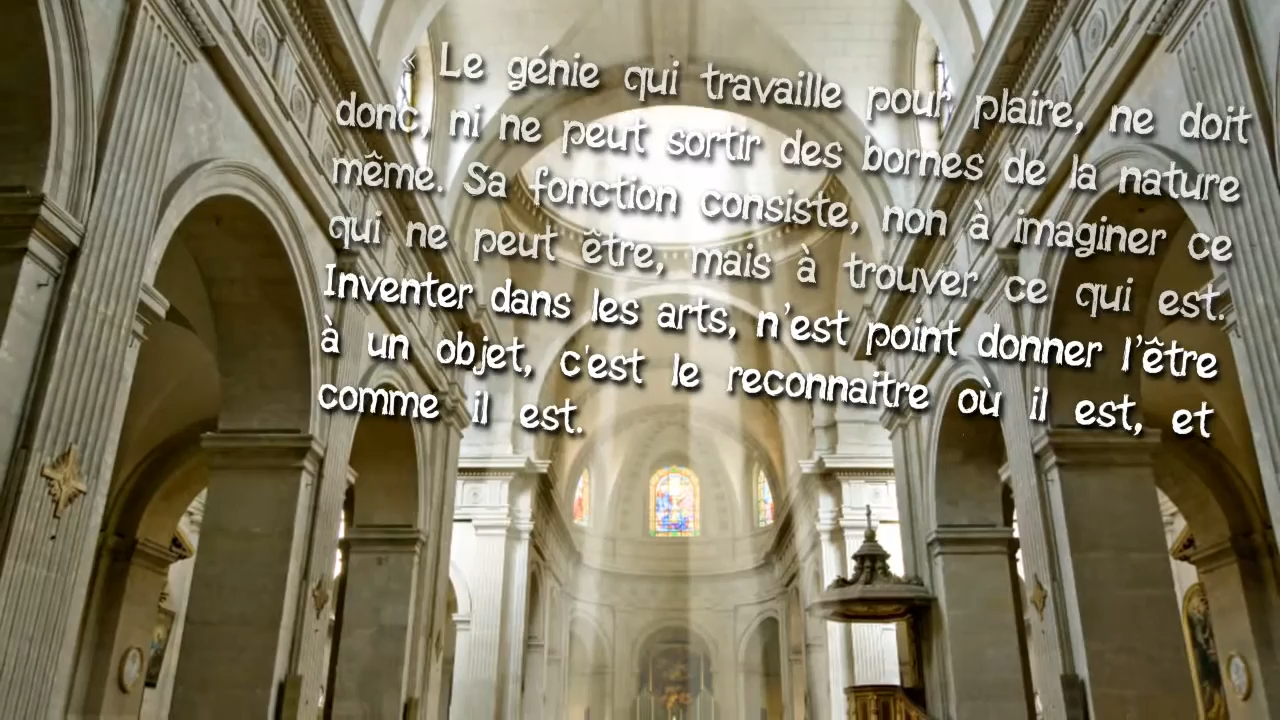 « Le génie qui travaille pour plaire, ne doit
donc, ni ne peut sortir des bornes de la nature
même. Sa fonction consiste, non à imaginer ce
qui ne peut être, mais à trouver ce qui est.
Inventer dans les arts, n'est point donner l'être
à un objet, c'est le reconnaitre où il est, et
comme il est.